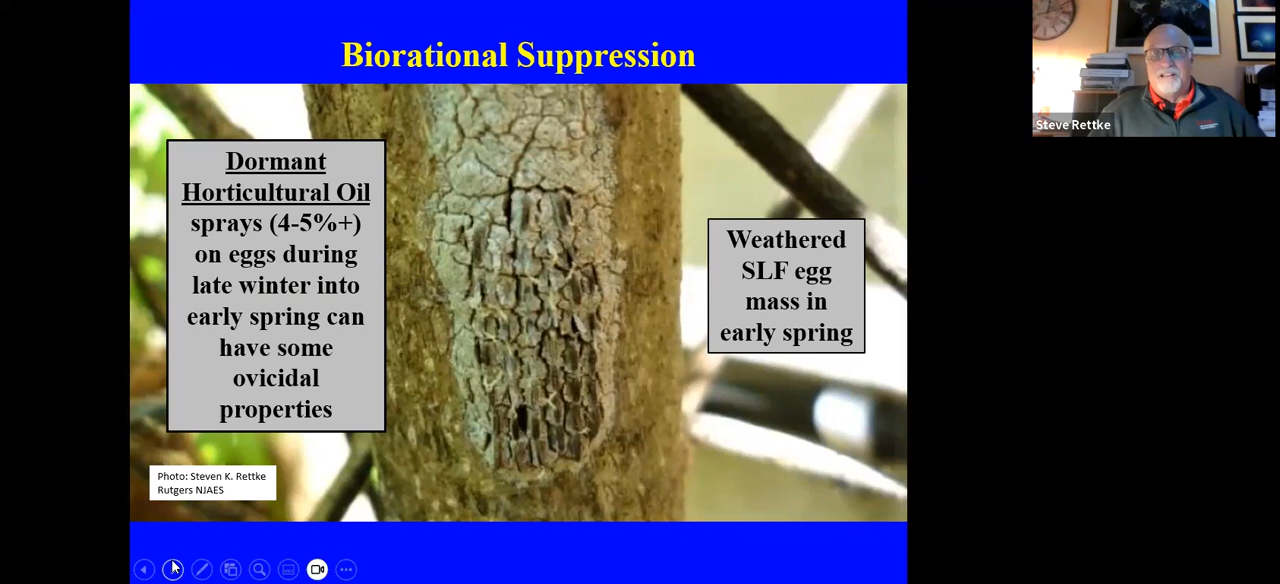 Biorational Suppression
Dormant
Horticultural Oil
sprays (4-5%+)
on eggs during
late winter into
early spring can
have some
ovicidal
properties
Weathered
SLF egg
mass in
early spring
Photo: Steven K. Rettke
Rutgers NJAES
Steve Rettke